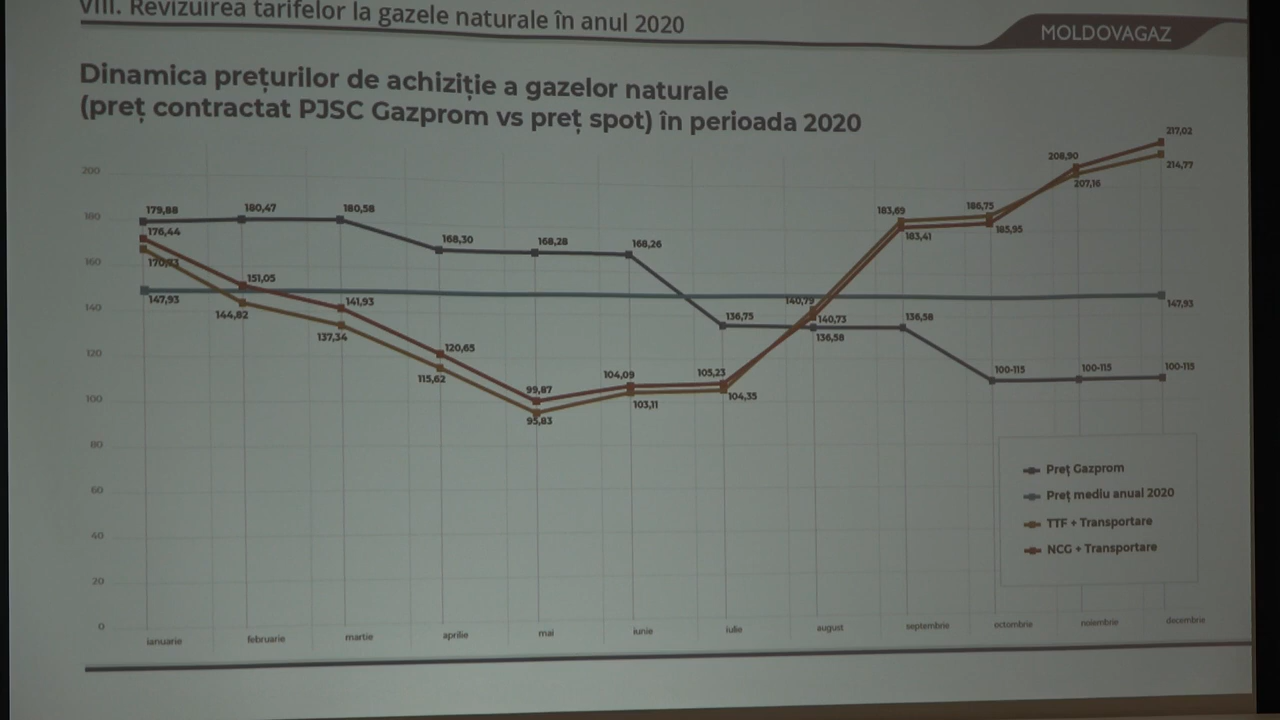 VIII. Revizuirea tarifelor la gazele naturale în anul 2020
MOLDOVAGAZ
Dinamica prețurilor de achiziție a gazelor naturale
(preț contractat PJSC Gazprom vs preț spot) în perioada 2020
217,02
208,90
214,77
207,16
200
180
179,88
180,47
180,58
183,69
186,75
176,44
168,30
168,28
168,26
183,41
185,95
160
170,73
151,05
147,93
141,93
140,79
147,93
140
144,82
137,34
136,75
140,73
136,58
136,58
120
120,65
115,62
104,09
105,23
100-115
100-115
100-115
100
99,87
95,83
103,11
104,35
80
60
40
20
0
Preț Gazprom
Preț mediu anual 2020
TTF + Transportare
NCG + Transportare
ianuarie
februarie
martie
aprilie
mai
iunie
iulie
august
septembrie
octombrie
noiembrie
decembrie